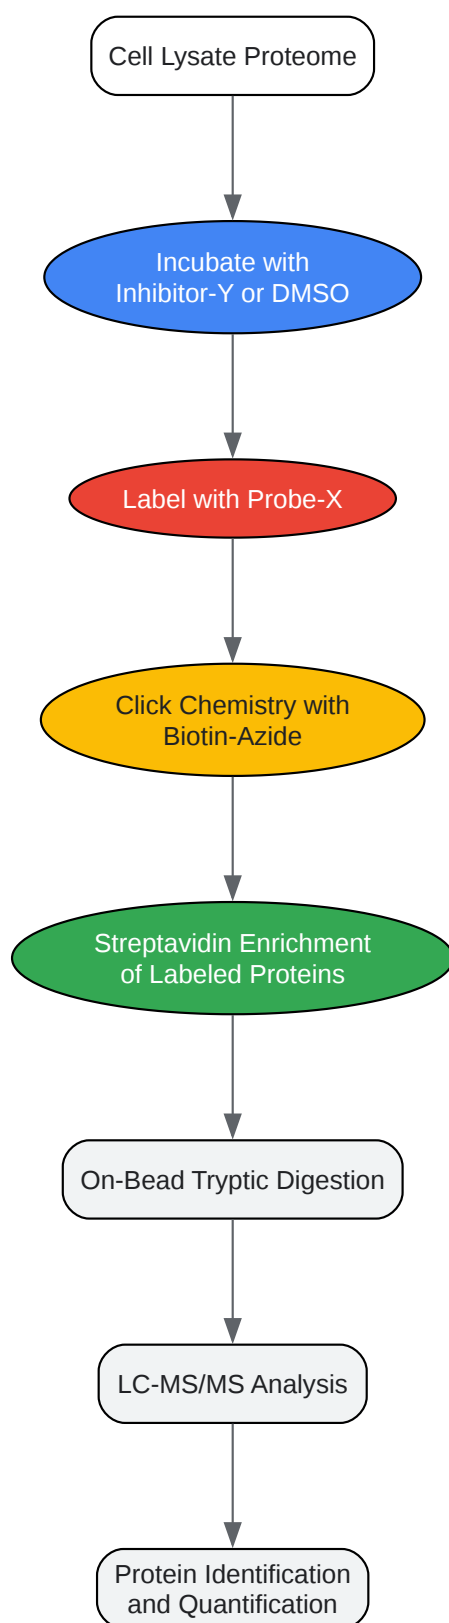 Cell Lysate Proteome
Incubate with
Inhibitor-Y or DMSO
Label with Probe-X
Click Chemistry with
Biotin-Azide
Streptavidin Enrichment
of Labeled Proteins
On-Bead Tryptic Digestion
LC-MS/MS Analysis
Protein Identification
and Quantification